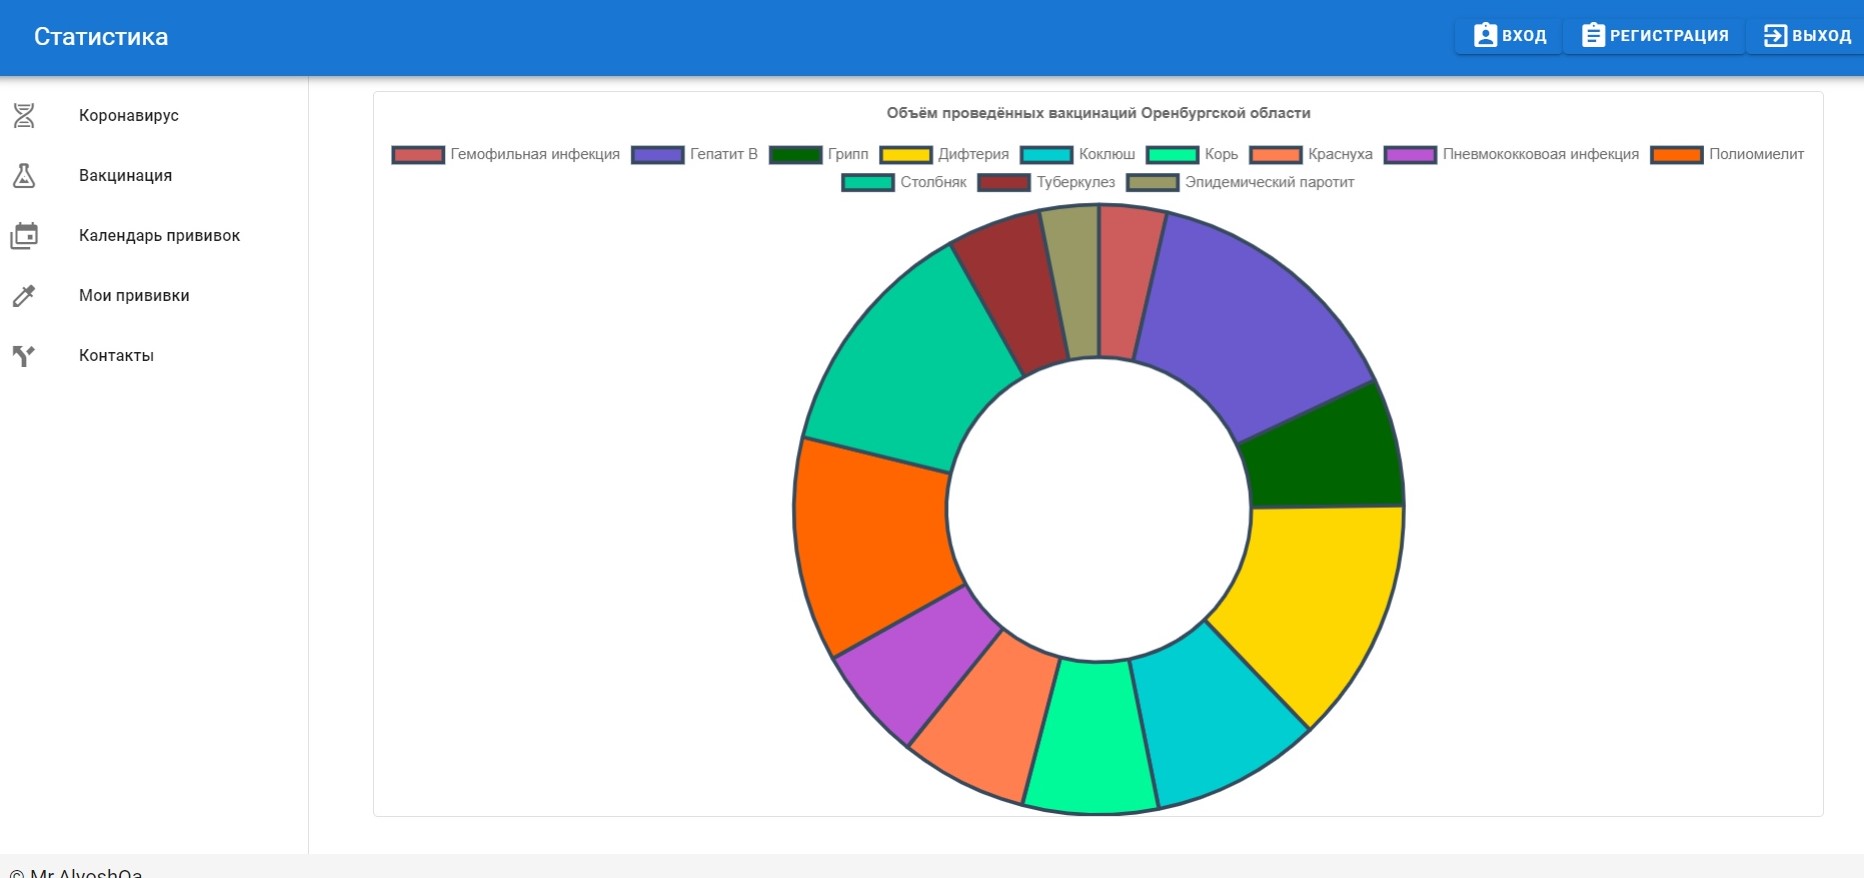 Статистика
ВХОД
РЕГИСТРАЦИЯ
ВЫХОД
Коронавирус
Вакцинация
Календарь прививок
Мои прививки
Контакты
Объём проведённых вакцинаций Оренбургской области
Гемофильная инфекция Гепатит B Грипп Дифтерия Коклюш Корь Краснуха Пневмококковоая инфекция Полиомиелит
Столбняк Туберкулез Эпидемический паротит
© Mr.AlyoshQa